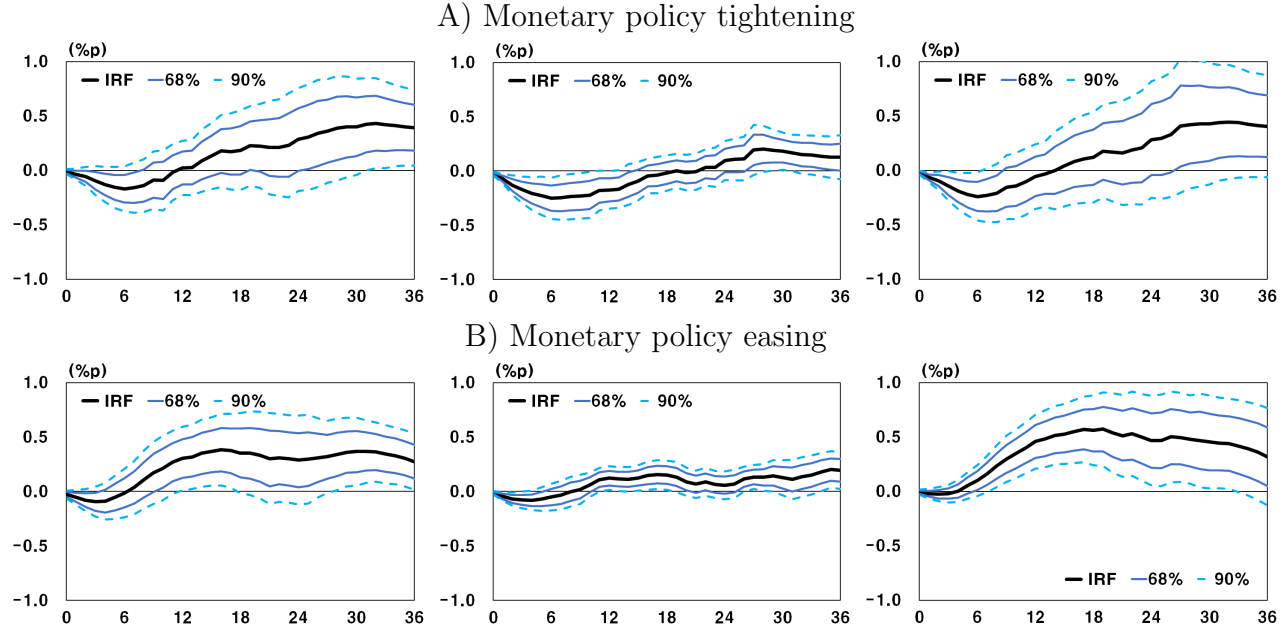 A) Monetary policy tightening
(%p) (%p) (%p)
1.0 IRF 68% 90% 1.0 IRF 68% 90% 1.0 IRF 68% 90%
0.5 0.5 0.5
0.0 0.0 0.0
−0.5 −0.5 −0.5
−1.0 −1.0 −1.0
0 6 12 18 24 30 36 0 6 12 18 24 30 36 0 6 12 18 24 30 36
B) Monetary policy easing
(%p) (%p) (%p)
1.0 IRF 68% 90% 1.0 IRF 68% 90% 1.0
0.5 0.5 0.5
0.0 0.0 0.0
−0.5 −0.5 −0.5
IRF 68% 90%
−1.0 −1.0 −1.0
0 6 12 18 24 30 36 0 6 12 18 24 30 36 0 6 12 18 24 30 36